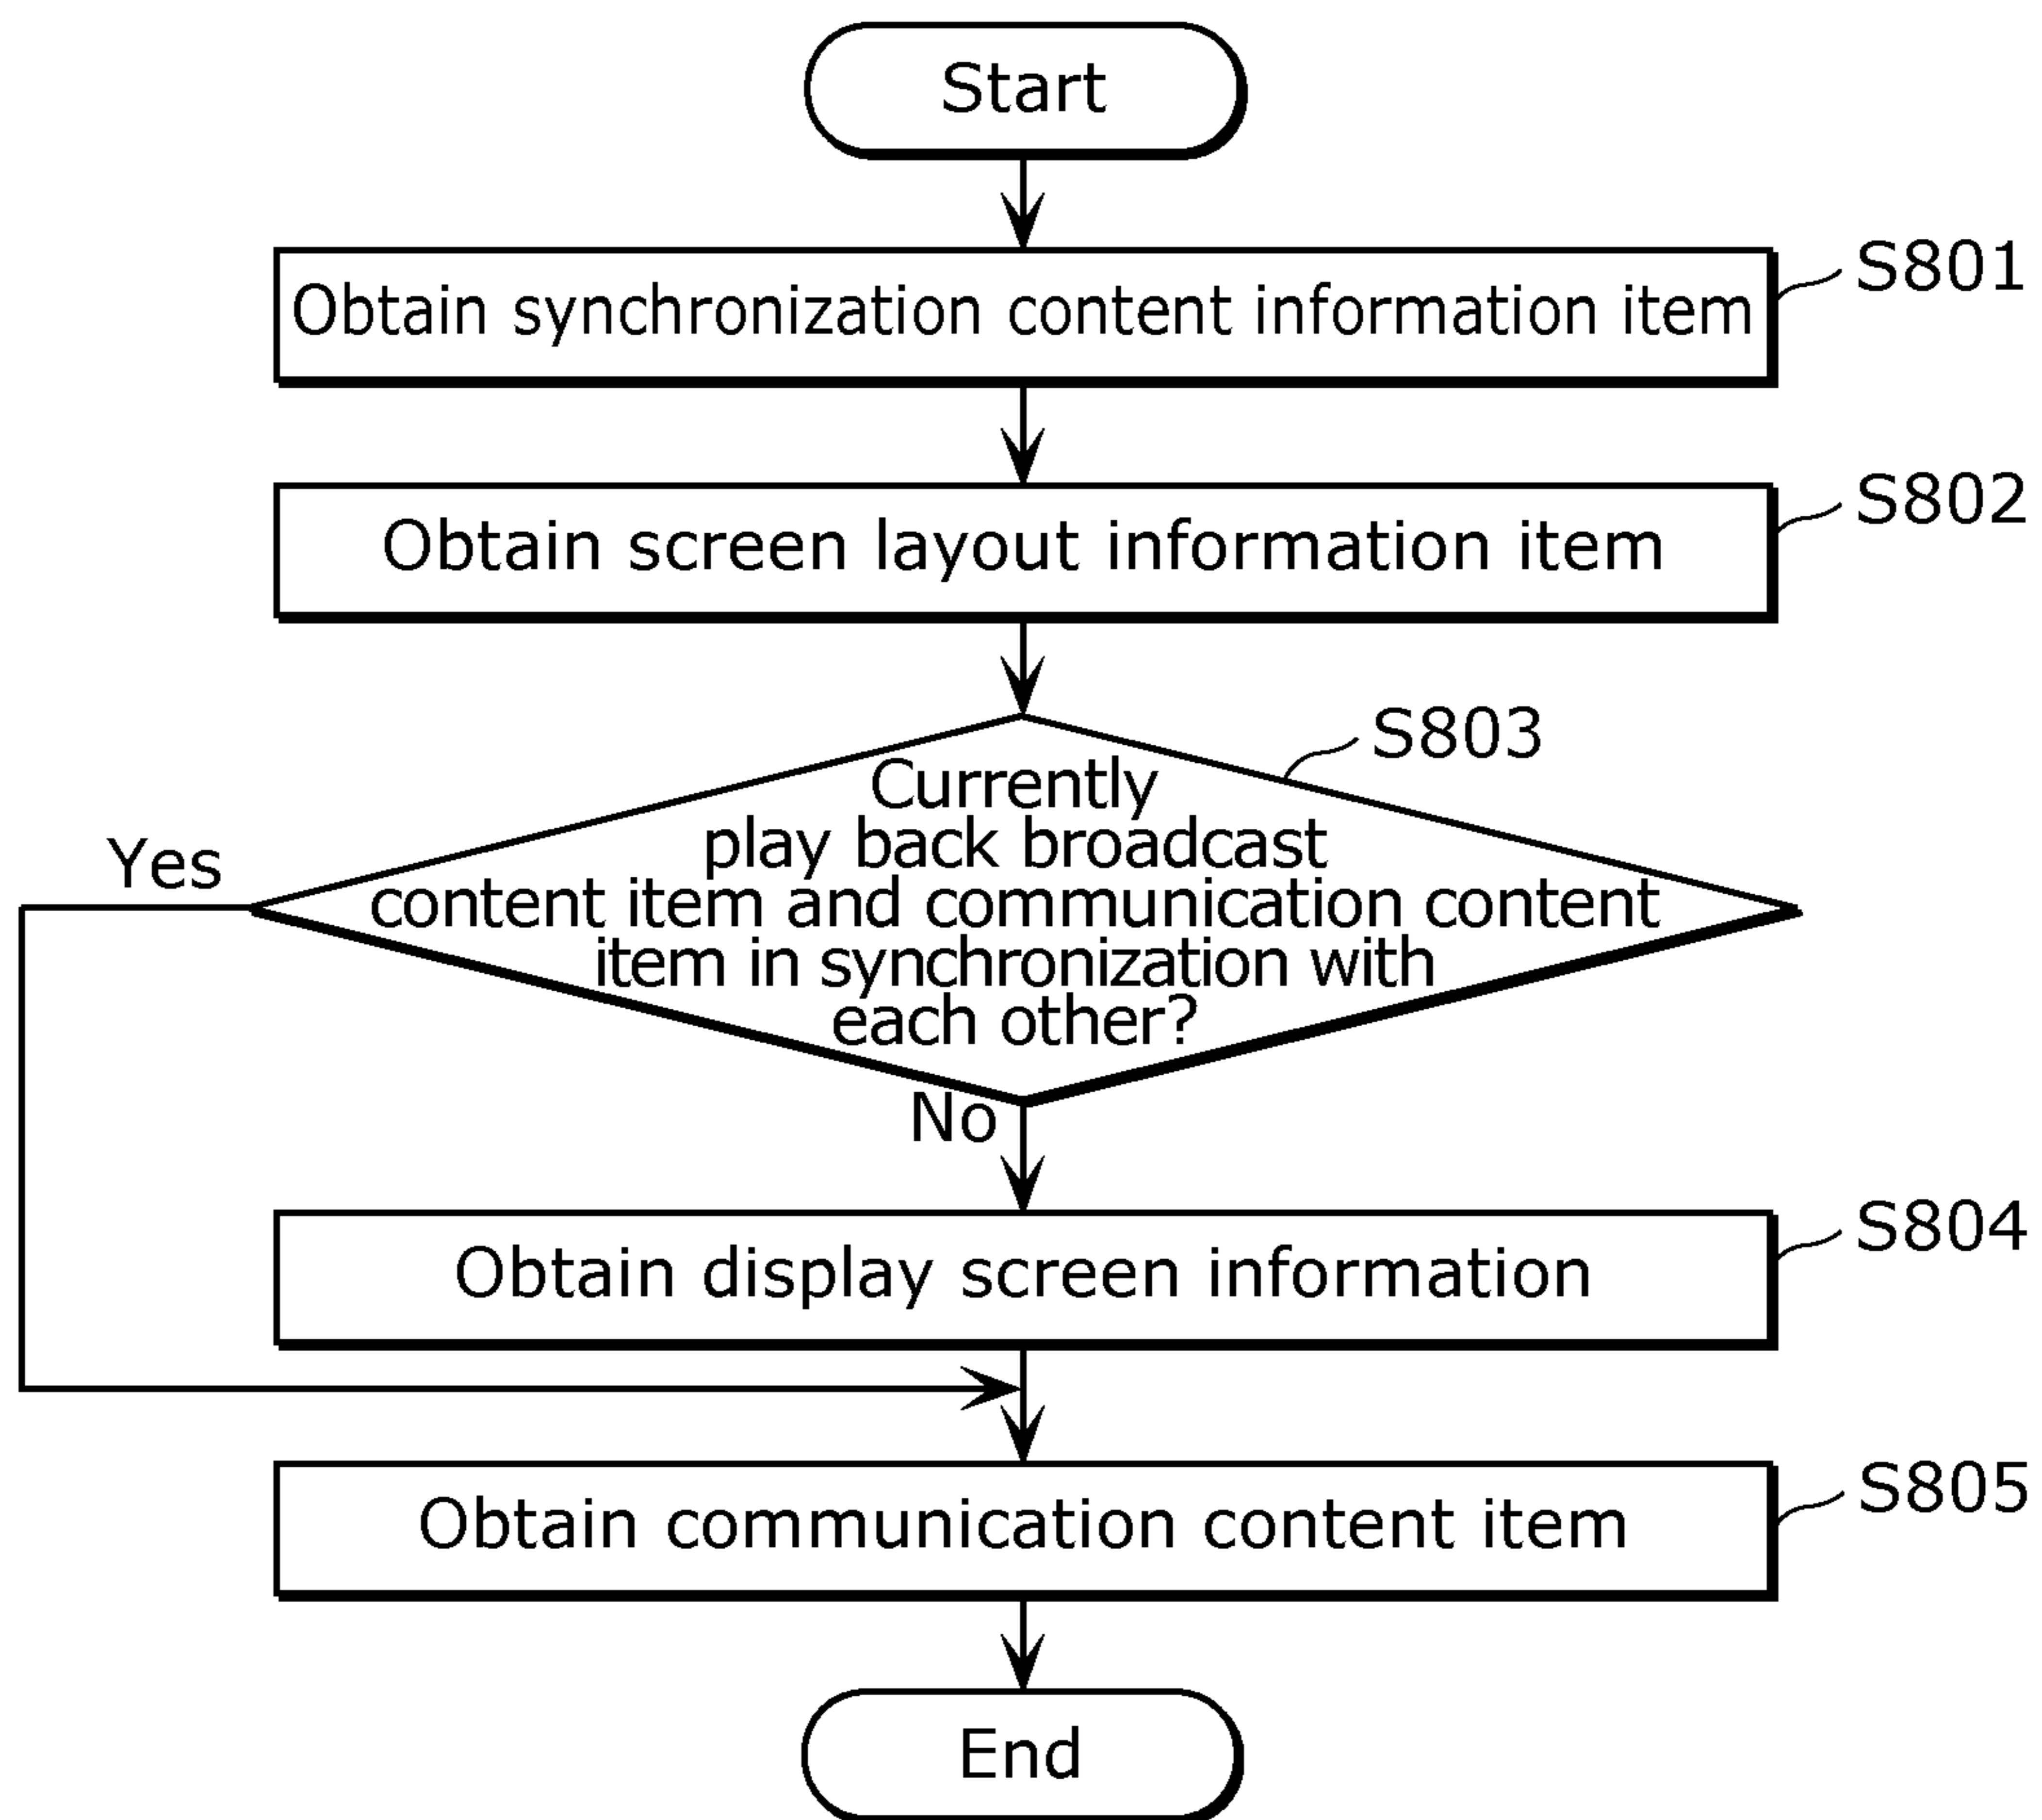 Start
Obtain synchronization content information item
S801
Obtain screen layout information item
S802
S803
Currently
play back broadcast
content item and communication content
item in synchronization with
each other?
Yes
No
Obtain display screen information
S804
Obtain communication content item
S805
End